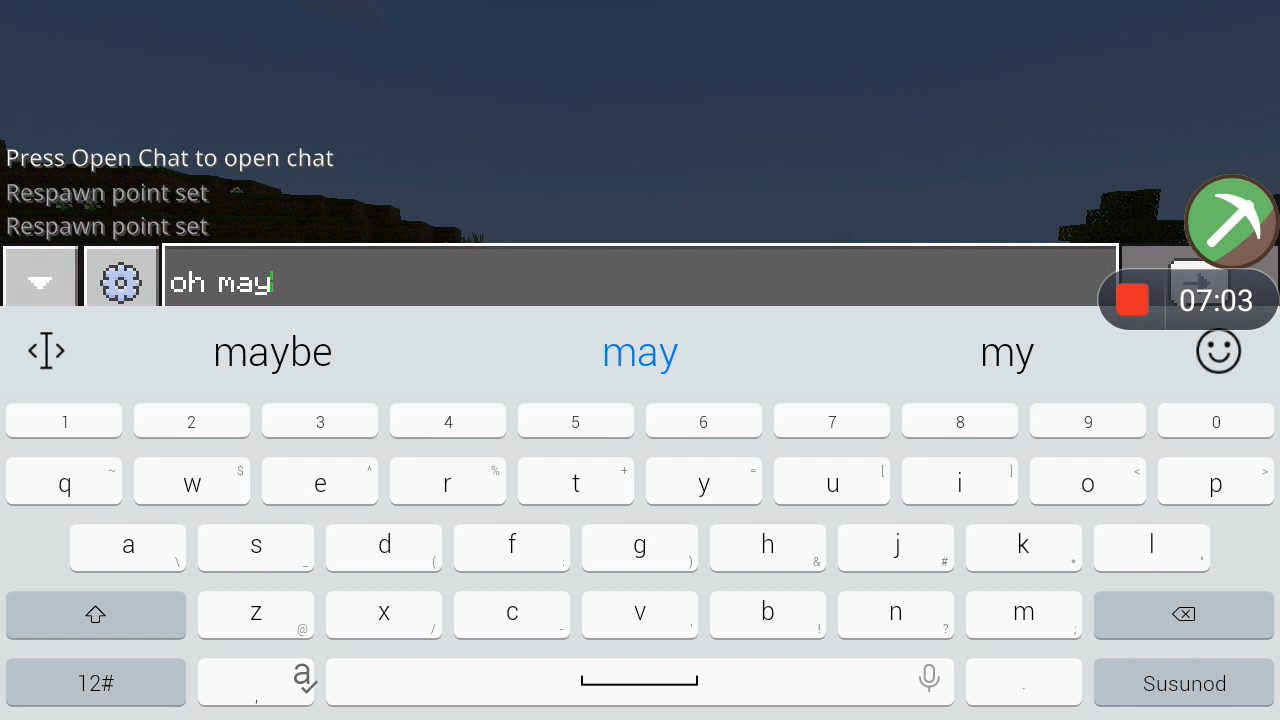 Press Open Chat to open chat
Respawn point set
Respawn point set
oh may
07:03
maybe may my
1 2 3 4 5 6 7 8 9 0
q ~ w $ e ^ r % t + y = u [ i ] o < p >
a \ s _ d ( f : g ) h & j # k * l "
z @ x / c - v ' b ! n ? m ;
12# , a . Susunod